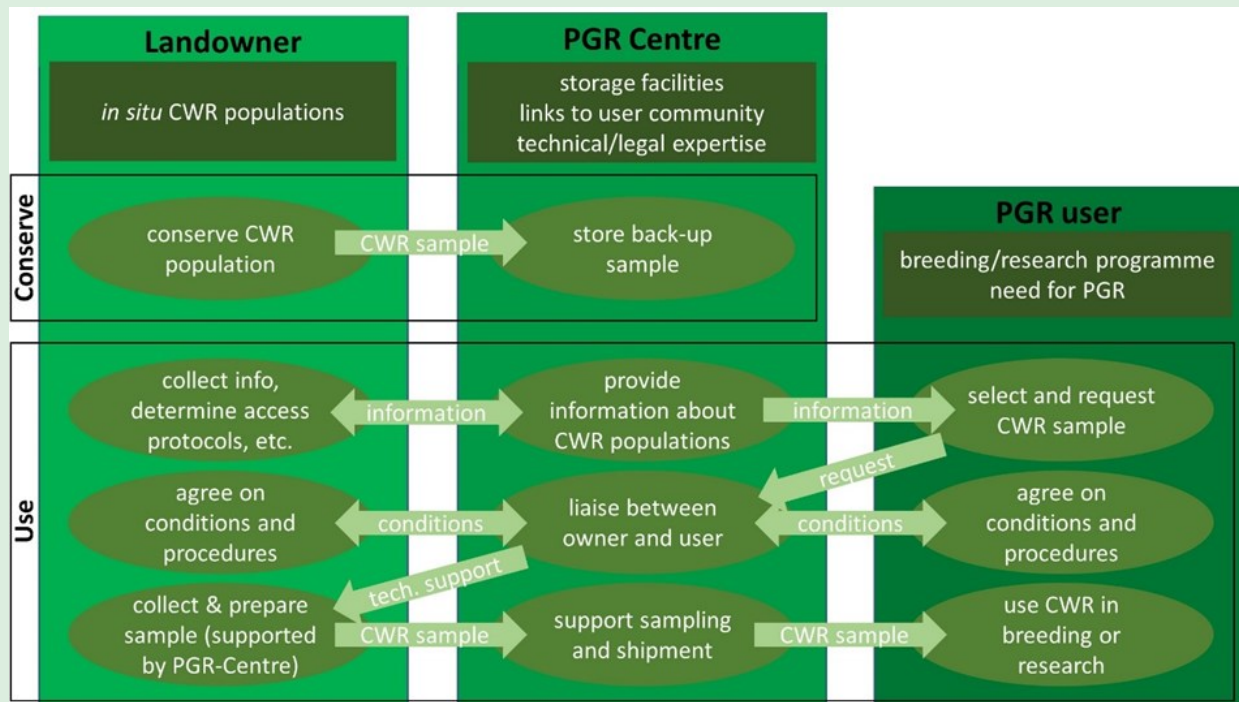 Landowner
in situ CWR populations
PGR Centre
storage facilities
links to user community
technical/legal expertise
PGR user
breeding/research programme
need for PGR
Conserve
conserve CWR
population
CWR sample
store back-up
sample
Use
collect info,
determine access
protocols, etc.
information
provide
information about
CWR populations
information
select and request
CWR sample
request
agree on
conditions and
procedures
conditions
liaise between
owner and user
conditions
agree on
conditions and
procedures
tech. support
collect & prepare
sample (supported
by PGR-Centre)
CWR sample
support sampling
and shipment
CWR sample
use CWR in
breeding or
research